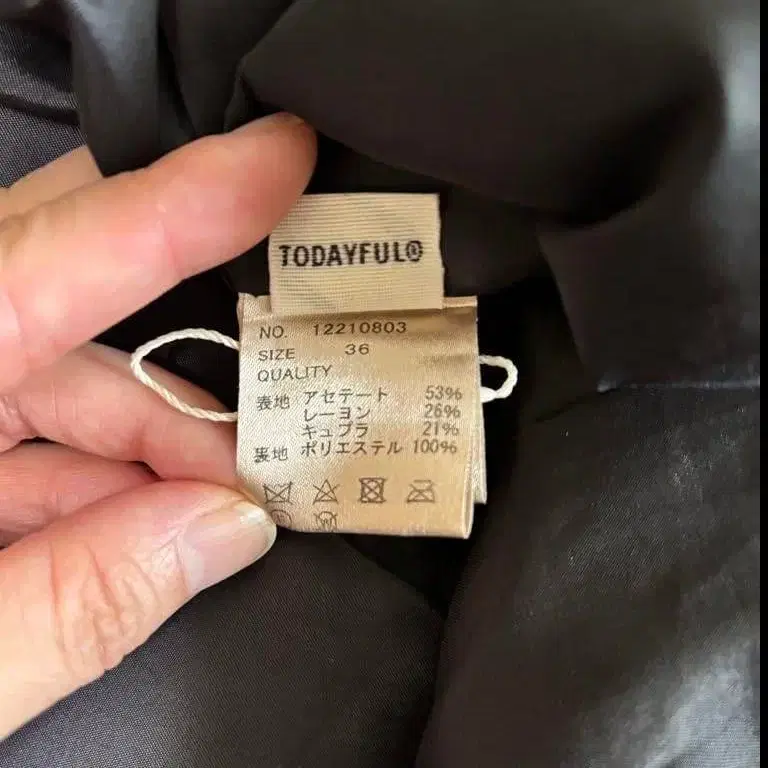 TODAYFUL®
NO. 12210803
SIZE 36
QUALITY
表地 アセテート 53%
レーヨン 26%
キュプラ 21%
裏地 ポリエステル 100%